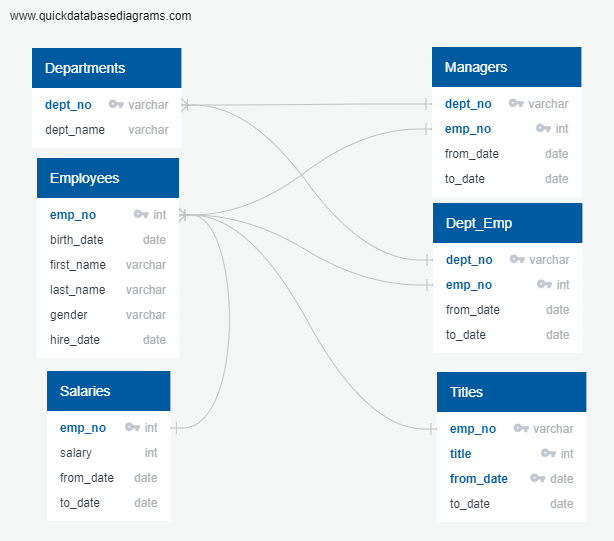 www.quickdatabasediagrams.com
Departments
dept_no varchar
dept_name varchar
Employees
emp_no int
birth_date date
first_name varchar
last_name varchar
gender varchar
hire_date date
Salaries
emp_no int
salary int
from_date date
to_date date
Managers
dept_no varchar
emp_no int
from_date date
to_date date
Dept_Emp
dept_no varchar
emp_no int
from_date date
to_date date
Titles
emp_no varchar
title int
from_date date
to_date date